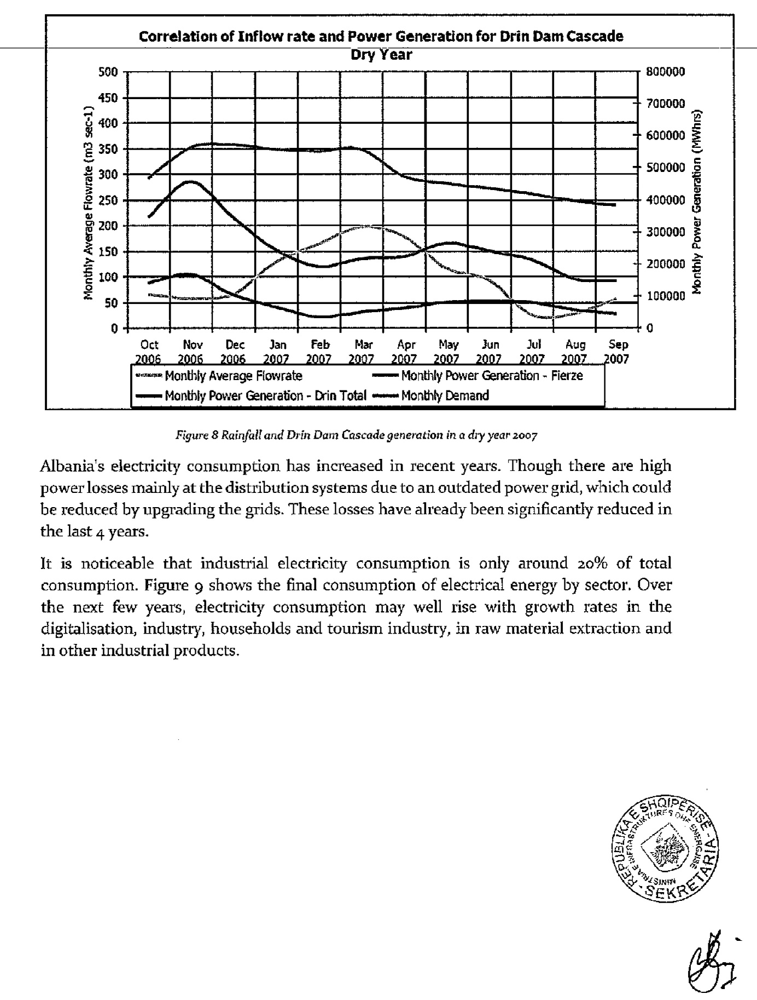 Correlation of Inflow rate and Power Generation for Drin Dam Cascade
Dry Year
500
450
400
350
300
250
200
150
100
50
0
Monthly Average Flowrate (m3 sec-1)
800000
700000
600000
500000
400000
300000
200000
100000
0
Monthly Power Generation (MWhrs)
Oct Nov Dec Jan Feb Mar Apr May Jun Jul Aug Sep
2006 2006 2006 2007 2007 2007 2007 2007 2007 2007 2007 2007
Monthly Average Flowrate Monthly Power Generation - Fierze
Monthly Power Generation - Drin Total Monthly Demand
Figure 8 Rainfall and Drin Dam Cascade generation in a dry year 2007
Albania's electricity consumption has increased in recent years. Though there are high
power losses mainly at the distribution systems due to an outdated power grid, which could
be reduced by upgrading the grids. These losses have already been significantly reduced in
the last 4 years.
It is noticeable that industrial electricity consumption is only around 20% of total
consumption. Figure 9 shows the final consumption of electrical energy by sector. Over
the next few years, electricity consumption may well rise with growth rates in the
digitalisation, industry, households and tourism industry, in raw material extraction and
in other industrial products.
REPUBLIKA E SHQIPËRISË - SEKRETARIA -
MINISTRIA E INFRASTRUKTURËS DHE ENERGJISË